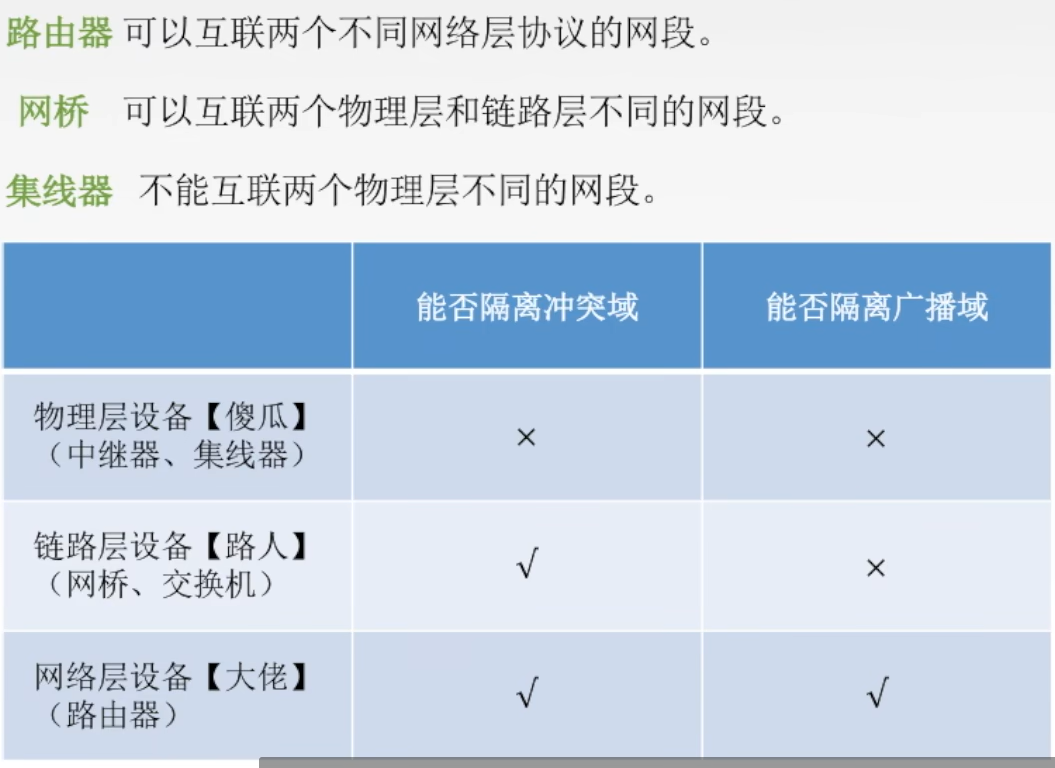 路由器 可以互联两个不同网络层协议的网段。
网桥 可以互联两个物理层和链路层不同的网段。
集线器 不能互联两个物理层不同的网段。
能否隔离冲突域 能否隔离广播域
物理层设备【傻瓜】
（中继器、集线器） × ×
链路层设备【路人】
（网桥、交换机） √ ×
网络层设备【大佬】
（路由器） √ √